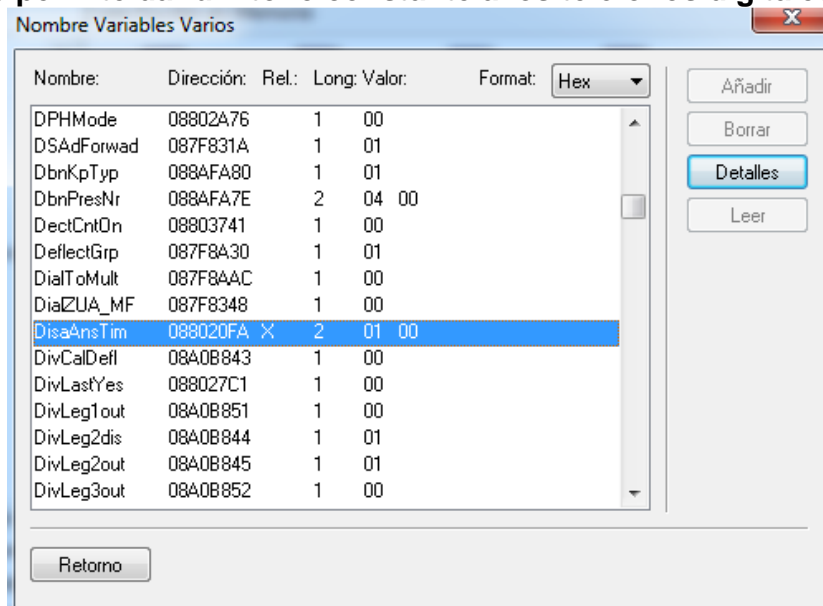 Nombre Variables Varios
Nombre: Dirección: Rel.: Long: Valor: Format: Hex
DPHMode 08802A76 1 00
DSAdForwad 087F831A 1 01
DbnKpTyp 088AFA80 1 01
DbnPresNr 088AFA7E 2 04 00
DectCntOn 08803741 1 00
DeflectGrp 087F8A30 1 01
DialToMult 087F8AAC 1 00
DialZUA_MF 087F8348 1 00
DisaAnsTim 088020FA X 2 01 00
DivCalDefl 08A0B843 1 00
DivLastYes 088027C1 1 00
DivLeg1out 08A0B851 1 00
DivLeg2dis 08A0B844 1 01
DivLeg2out 08A0B845 1 01
DivLeg3out 08A0B852 1 00
Añadir
Borrar
Detalles
Leer
Retorno